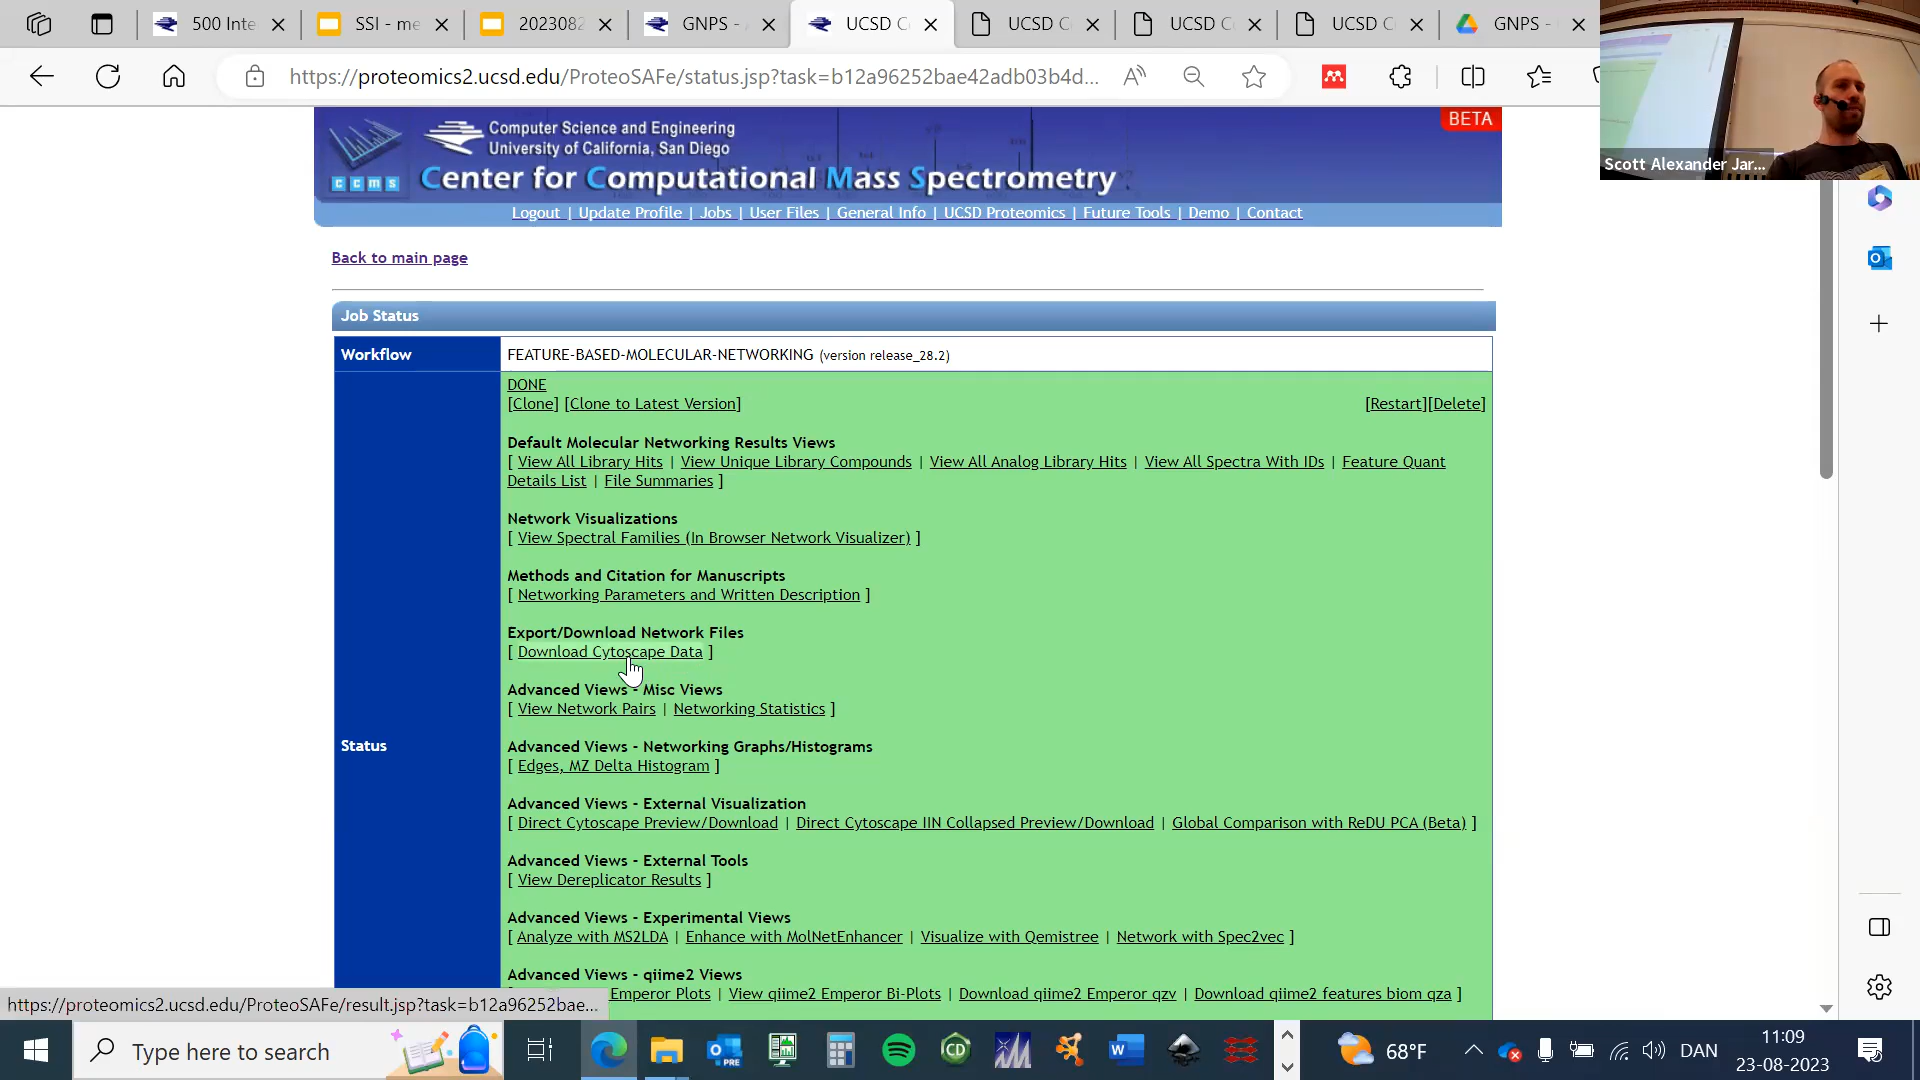 500 Inte
SSI - me
2023082
GNPS - A
UCSD C
UCSD C
UCSD C
UCSD C
GNPS -
https://proteomics2.ucsd.edu/ProteoSAFe/status.jsp?task=b12a96252bae42adb03b4d...
Scott Alexander Jar...
BETA
Computer Science and Engineering
University of California, San Diego
Center for Computational Mass Spectrometry
CCMS
Logout | Update Profile | Jobs | User Files | General Info | UCSD Proteomics | Future Tools | Demo | Contact
Back to main page
Job Status
Workflow
FEATURE-BASED-MOLECULAR-NETWORKING (version release_28.2)
DONE
[Clone] [Clone to Latest Version]
[Restart][Delete]
Default Molecular Networking Results Views
[ View All Library Hits | View Unique Library Compounds | View All Analog Library Hits | View All Spectra With IDs | Feature Quant
Details List | File Summaries ]
Network Visualizations
[ View Spectral Families (In Browser Network Visualizer) ]
Methods and Citation for Manuscripts
[ Networking Parameters and Written Description ]
Export/Download Network Files
[ Download Cytoscape Data ]
Advanced Views - Misc Views
[ View Network Pairs | Networking Statistics ]
Status
Advanced Views - Networking Graphs/Histograms
[ Edges, MZ Delta Histogram ]
Advanced Views - External Visualization
[ Direct Cytoscape Preview/Download | Direct Cytoscape IIN Collapsed Preview/Download | Global Comparison with ReDU PCA (Beta) ]
Advanced Views - External Tools
[ View Dereplicator Results ]
Advanced Views - Experimental Views
[ Analyze with MS2LDA | Enhance with MolNetEnhancer | Visualize with Qemistree | Network with Spec2vec ]
Advanced Views - qiime2 Views
Emperor Plots | View qiime2 Emperor Bi-Plots | Download qiime2 Emperor qzv | Download qiime2 features biom qza ]
https://proteomics2.ucsd.edu/ProteoSAFe/result.jsp?task=b12a96252bae...
Type here to search
PRE
CD
68°F
DAN
11:09
23-08-2023